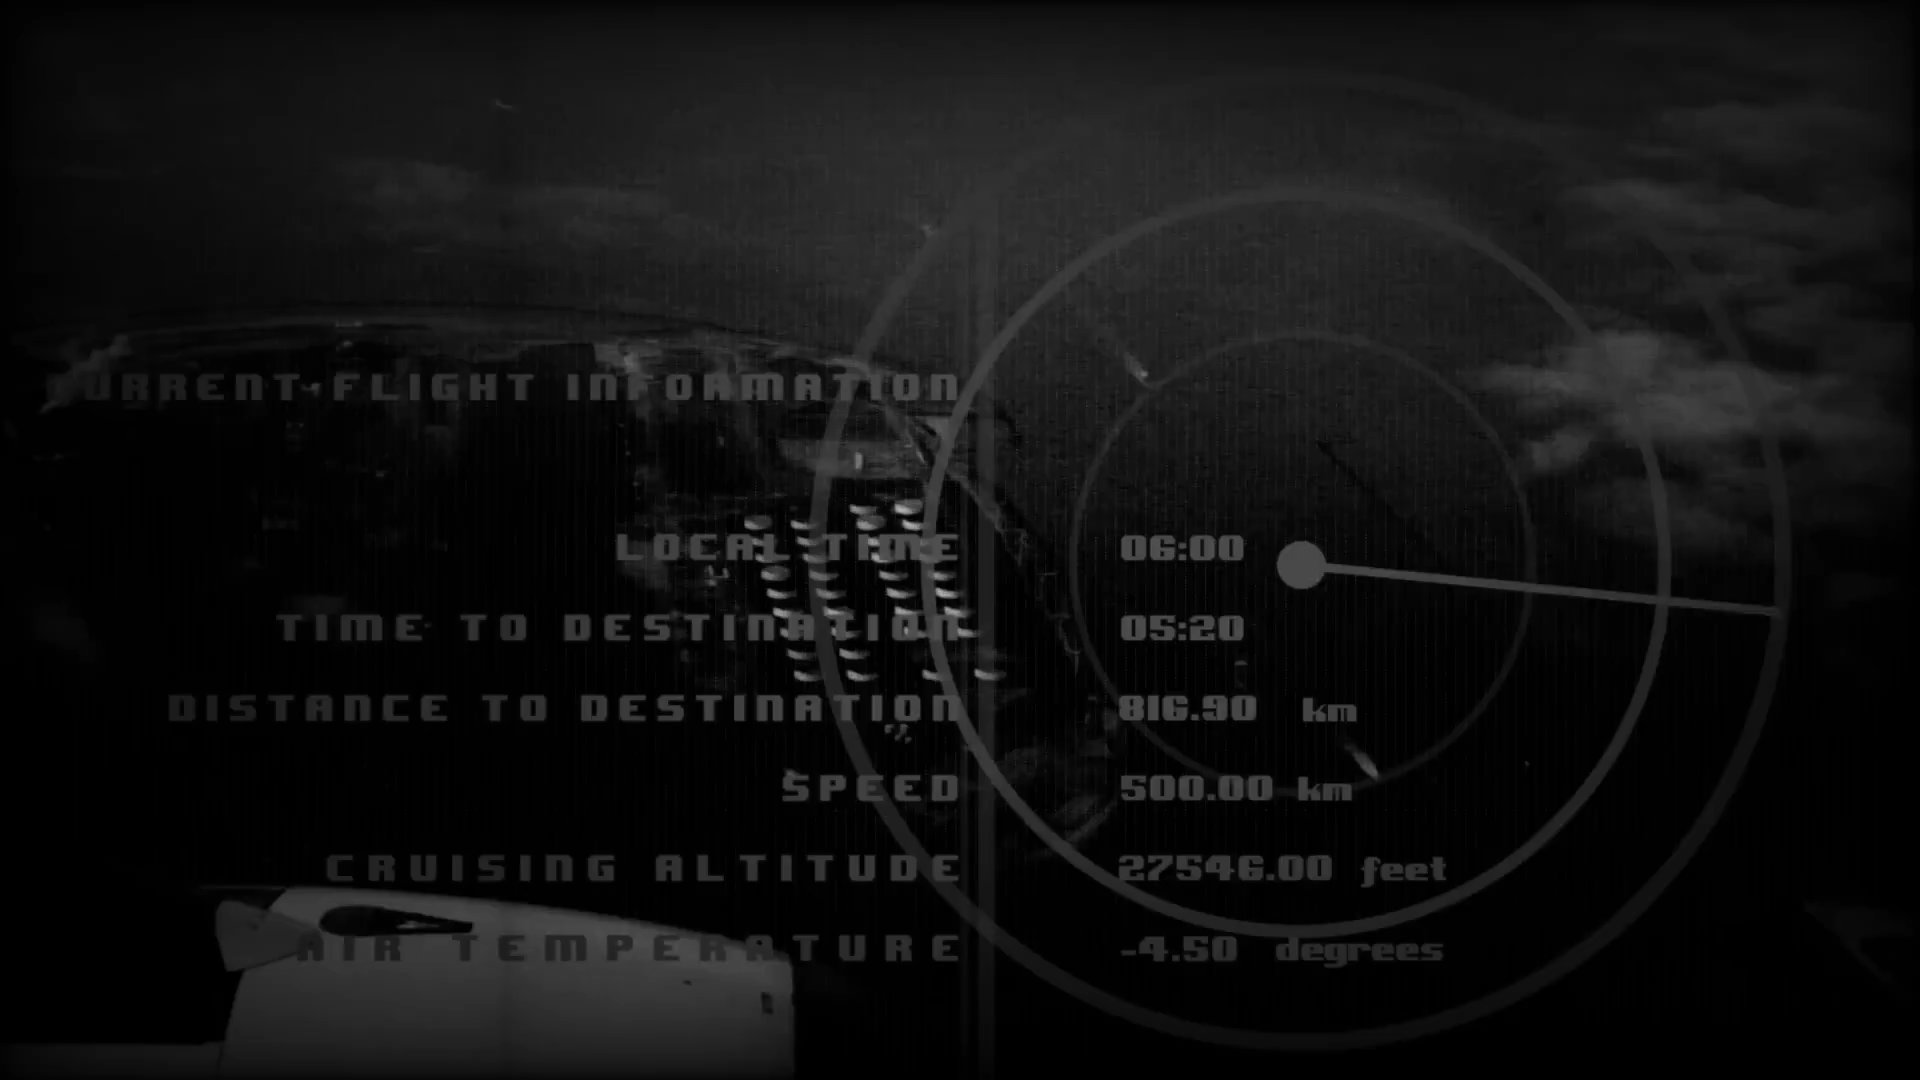 CURRENT FLIGHT INFORMATION
LOCAL TIME 06:00
TIME TO DESTINATION 05:20
DISTANCE TO DESTINATION 816.90 km
SPEED 500.00 km
CRUISING ALTITUDE 27546.00 feet
AIR TEMPERATURE -4.50 degrees